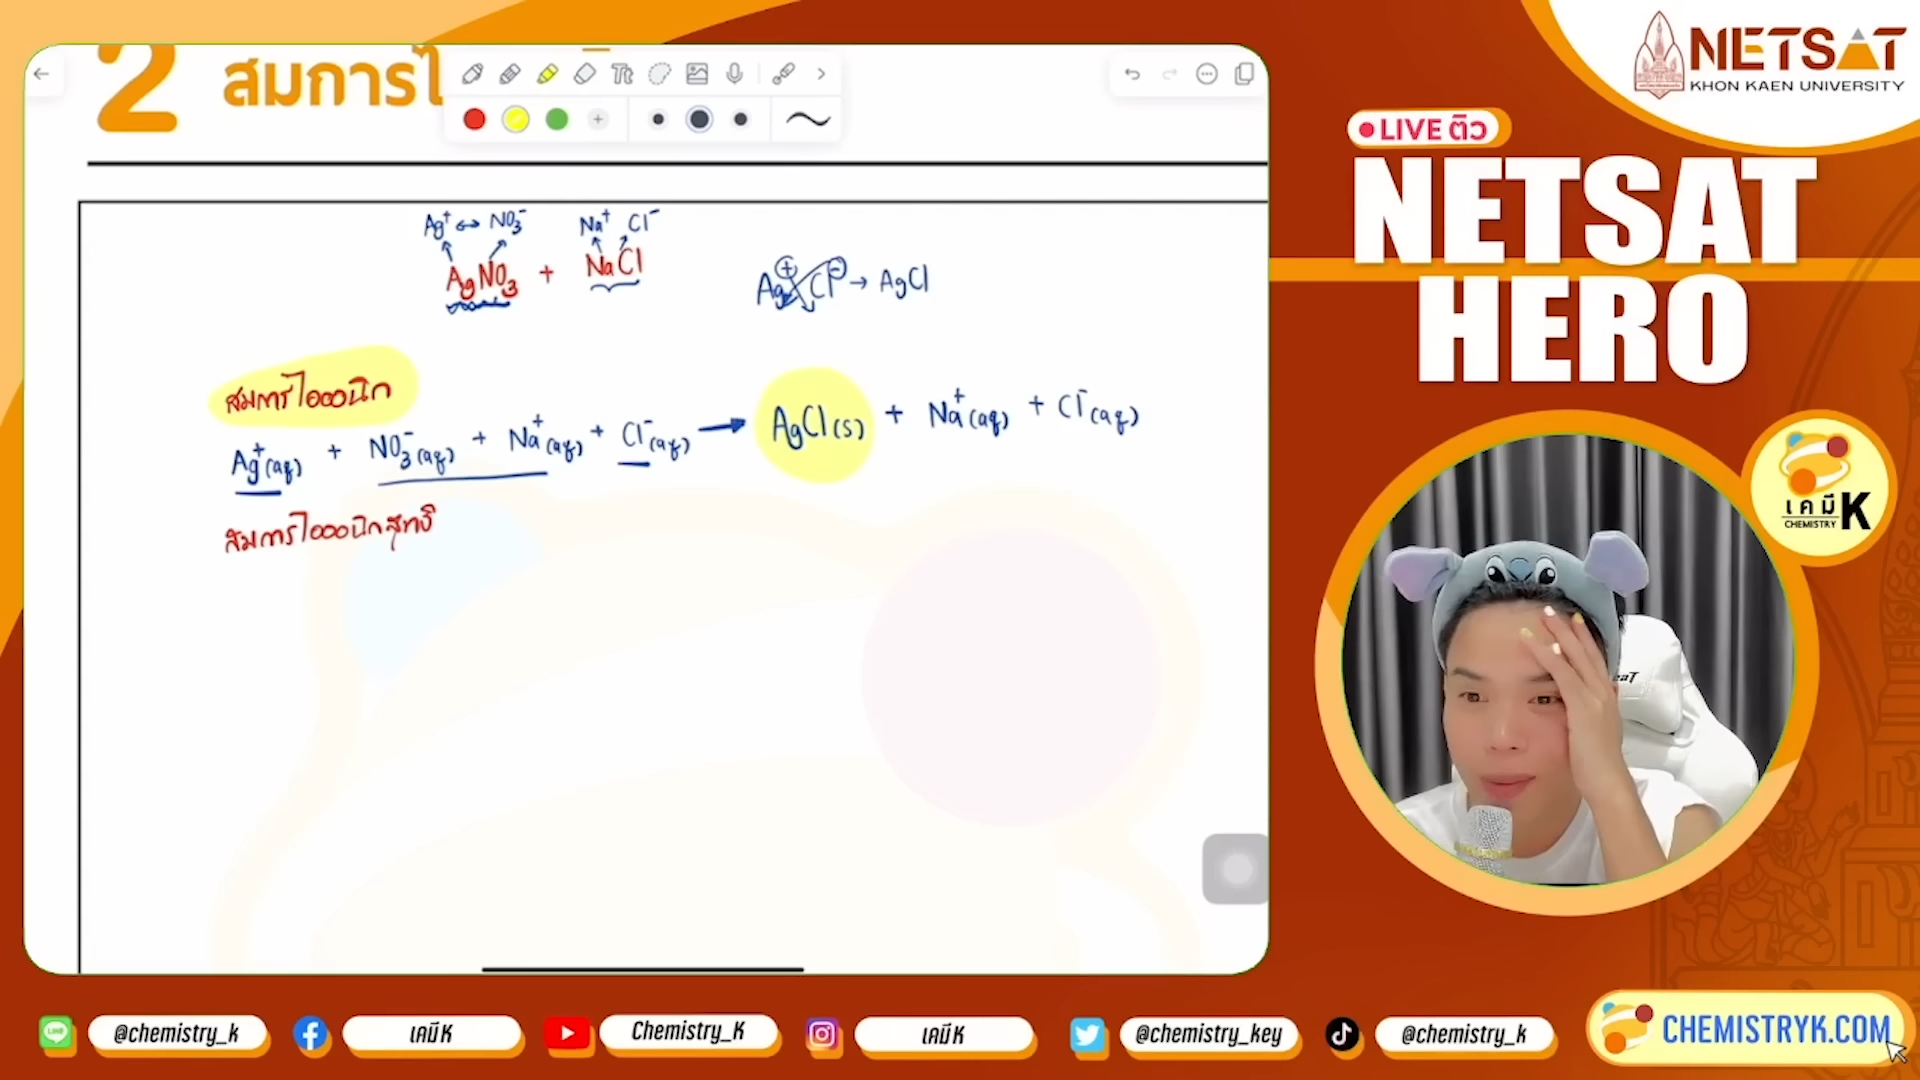 2 สมการไ
Ag⁺ ↔ NO₃⁻ Na⁺ Cl⁻
AgNO₃ + NaCl
Ag⁺ Cl⁻ → AgCl
สมการไอออนิก
Ag⁺(aq) + NO₃⁻(aq) + Na⁺(aq) + Cl⁻(aq) → AgCl(s) + Na⁺(aq) + Cl⁻(aq)
สมการไอออนิกสุทธิ
NETSAT
KHON KAEN UNIVERSITY
LIVE ติว
NETSAT
HERO
เคมี K
CHEMISTRY
@chemistry_k
เคมี K
Chemistry_K
เคมี K
@chemistry_key
@chemistry_k
CHEMISTRYK.COM